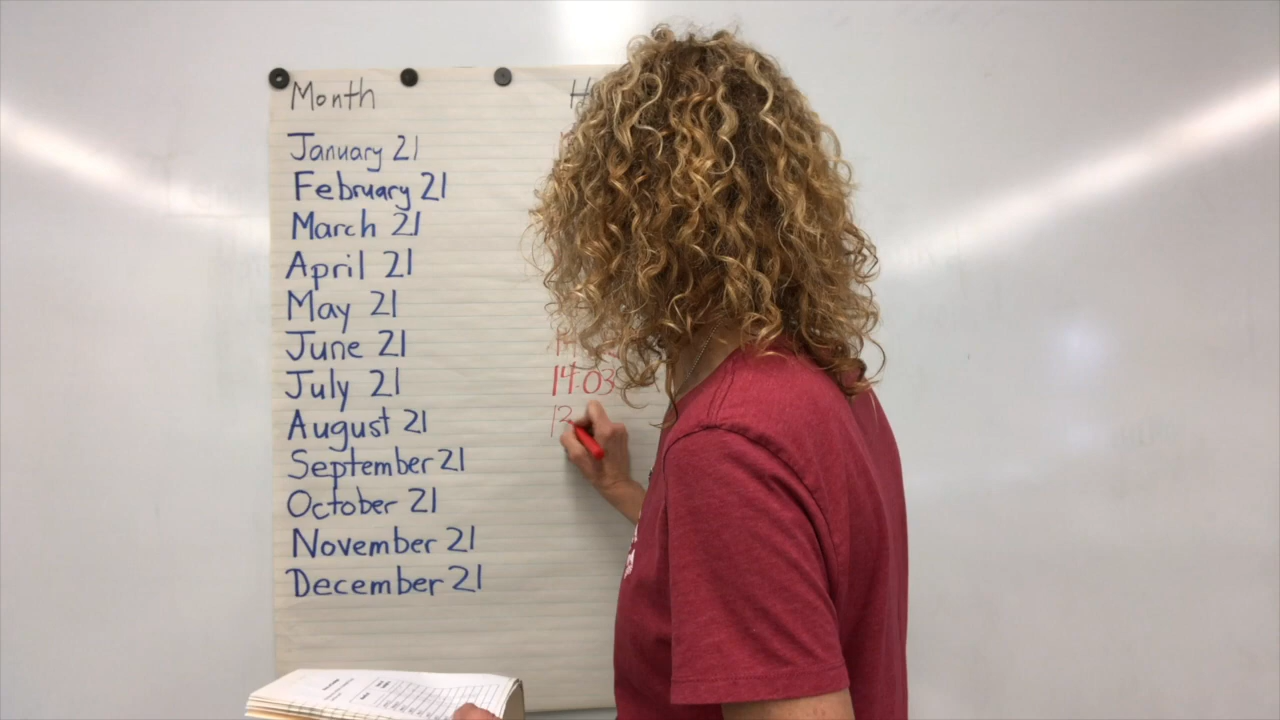 Month
January 21
February 21
March 21
April 21
May 21
June 21
July 21 14.03
August 21
September 21
October 21
November 21
December 21